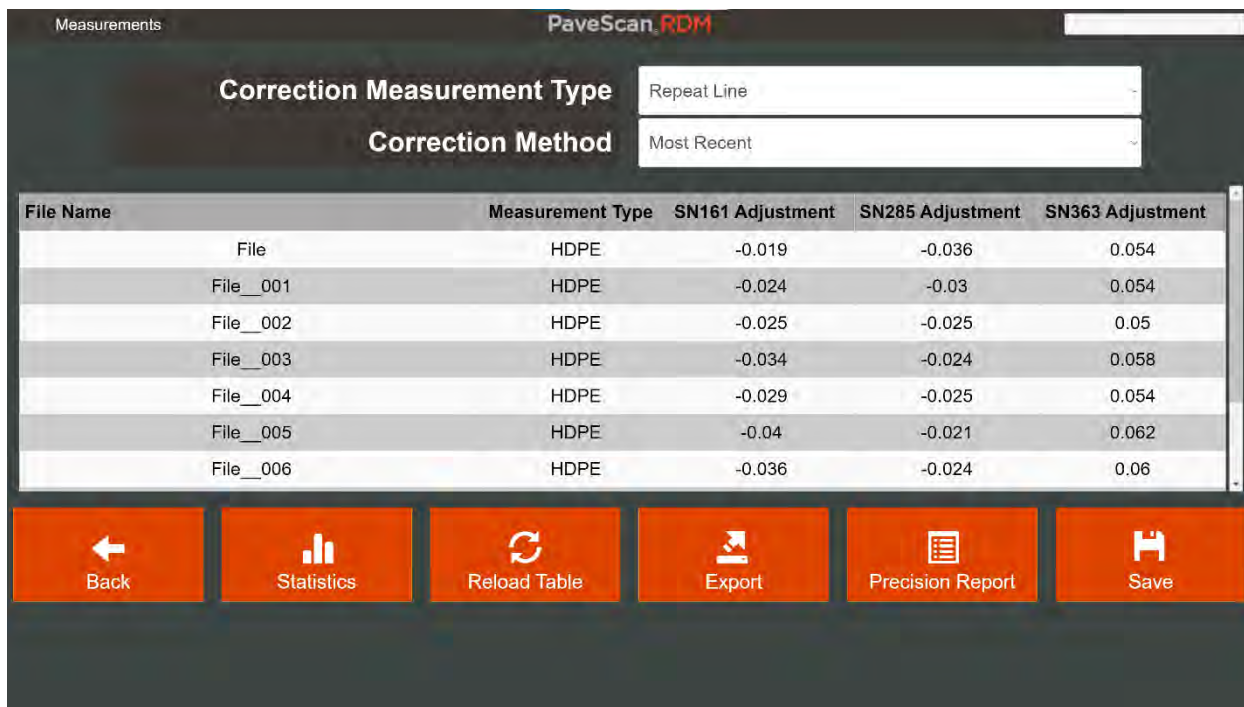 Measurements PaveScan RDM
Correction Measurement Type Repeat Line
Correction Method Most Recent
File Name Measurement Type SN161 Adjustment SN285 Adjustment SN363 Adjustment
File HDPE -0.019 -0.036 0.054
File__001 HDPE -0.024 -0.03 0.054
File__002 HDPE -0.025 -0.025 0.05
File__003 HDPE -0.034 -0.024 0.058
File__004 HDPE -0.029 -0.025 0.054
File__005 HDPE -0.04 -0.021 0.062
File__006 HDPE -0.036 -0.024 0.06
Back Statistics Reload Table Export Precision Report Save